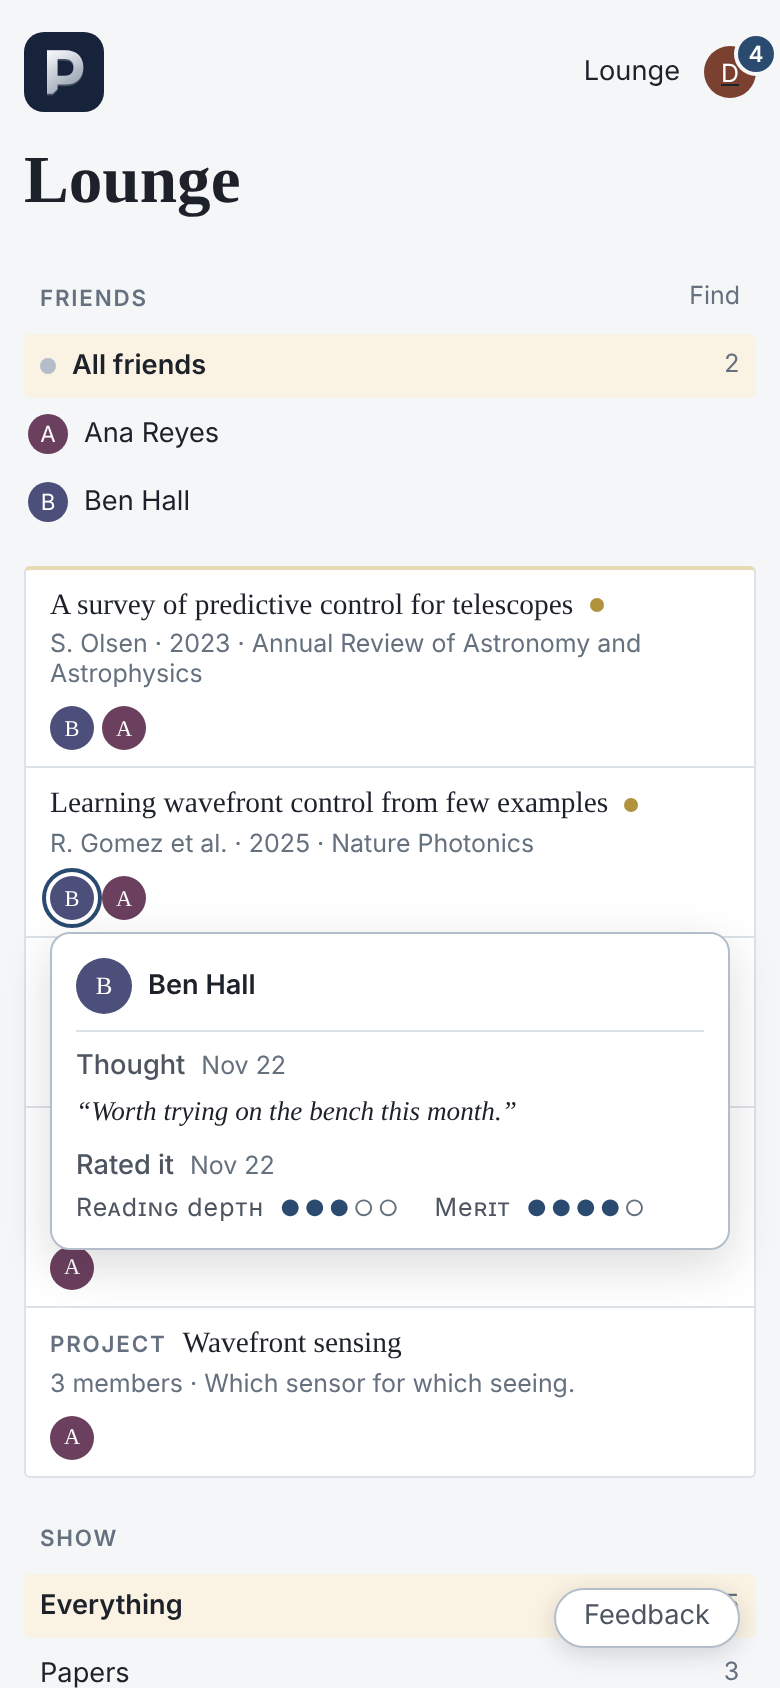 P
Lounge
D
4
Lounge
FRIENDS
Find
All friends
2
A
Ana Reyes
B
Ben Hall
A survey of predictive control for telescopes
S. Olsen · 2023 · Annual Review of Astronomy and
Astrophysics
B
A
Learning wavefront control from few examples
R. Gomez et al. · 2025 · Nature Photonics
B
A
B
Ben Hall
Thought Nov 22
“Worth trying on the bench this month.”
Rated it Nov 22
Reading depth
Merit
A
PROJECT Wavefront sensing
3 members · Which sensor for which seeing.
A
SHOW
Everything
Feedback
Papers
3